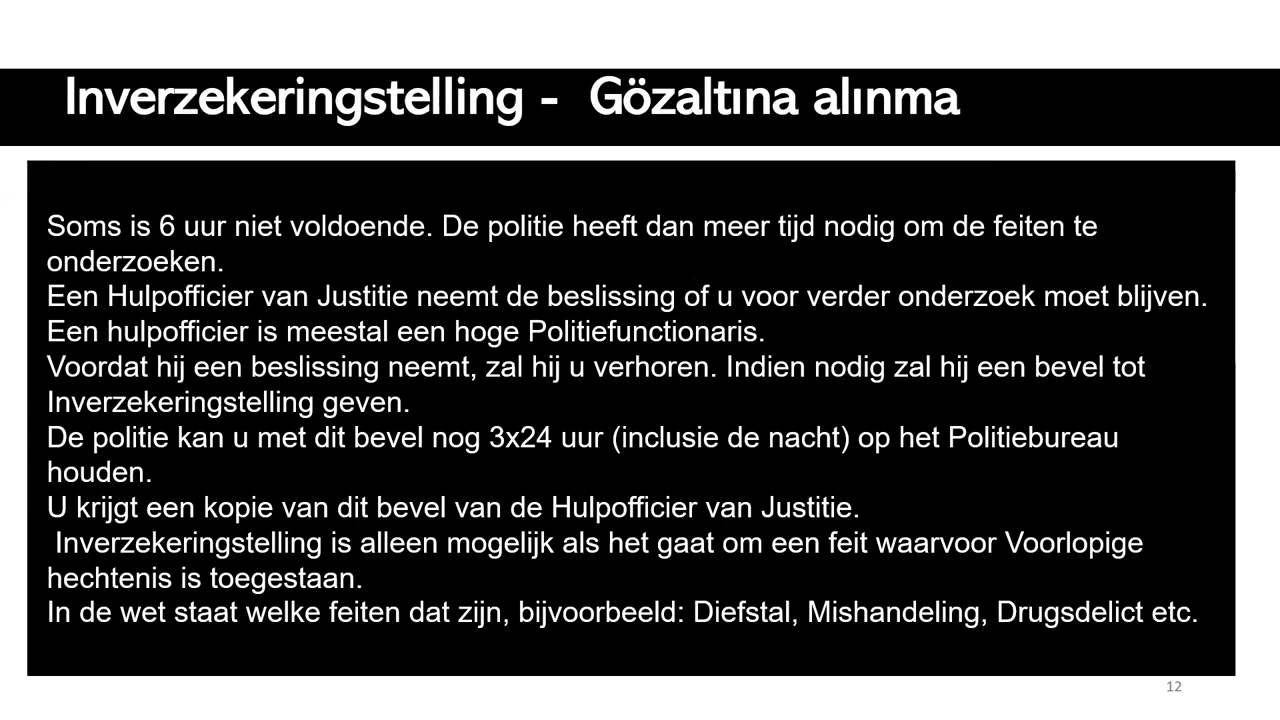 Inverzekeringstelling -  Gözaltına alınma
Soms is 6 uur niet voldoende. De politie heeft dan meer tijd nodig om de feiten te
onderzoeken.
Een Hulpofficier van Justitie neemt de beslissing of u voor verder onderzoek moet blijven.
Een hulpofficier is meestal een hoge Politiefunctionaris.
Voordat hij een beslissing neemt, zal hij u verhoren. Indien nodig zal hij een bevel tot
Inverzekeringstelling geven.
De politie kan u met dit bevel nog 3x24 uur (inclusie de nacht) op het Politiebureau
houden.
U krijgt een kopie van dit bevel van de Hulpofficier van Justitie.
Inverzekeringstelling is alleen mogelijk als het gaat om een feit waarvoor Voorlopige
hechtenis is toegestaan.
In de wet staat welke feiten dat zijn, bijvoorbeeld: Diefstal, Mishandeling, Drugsdelict etc.
12